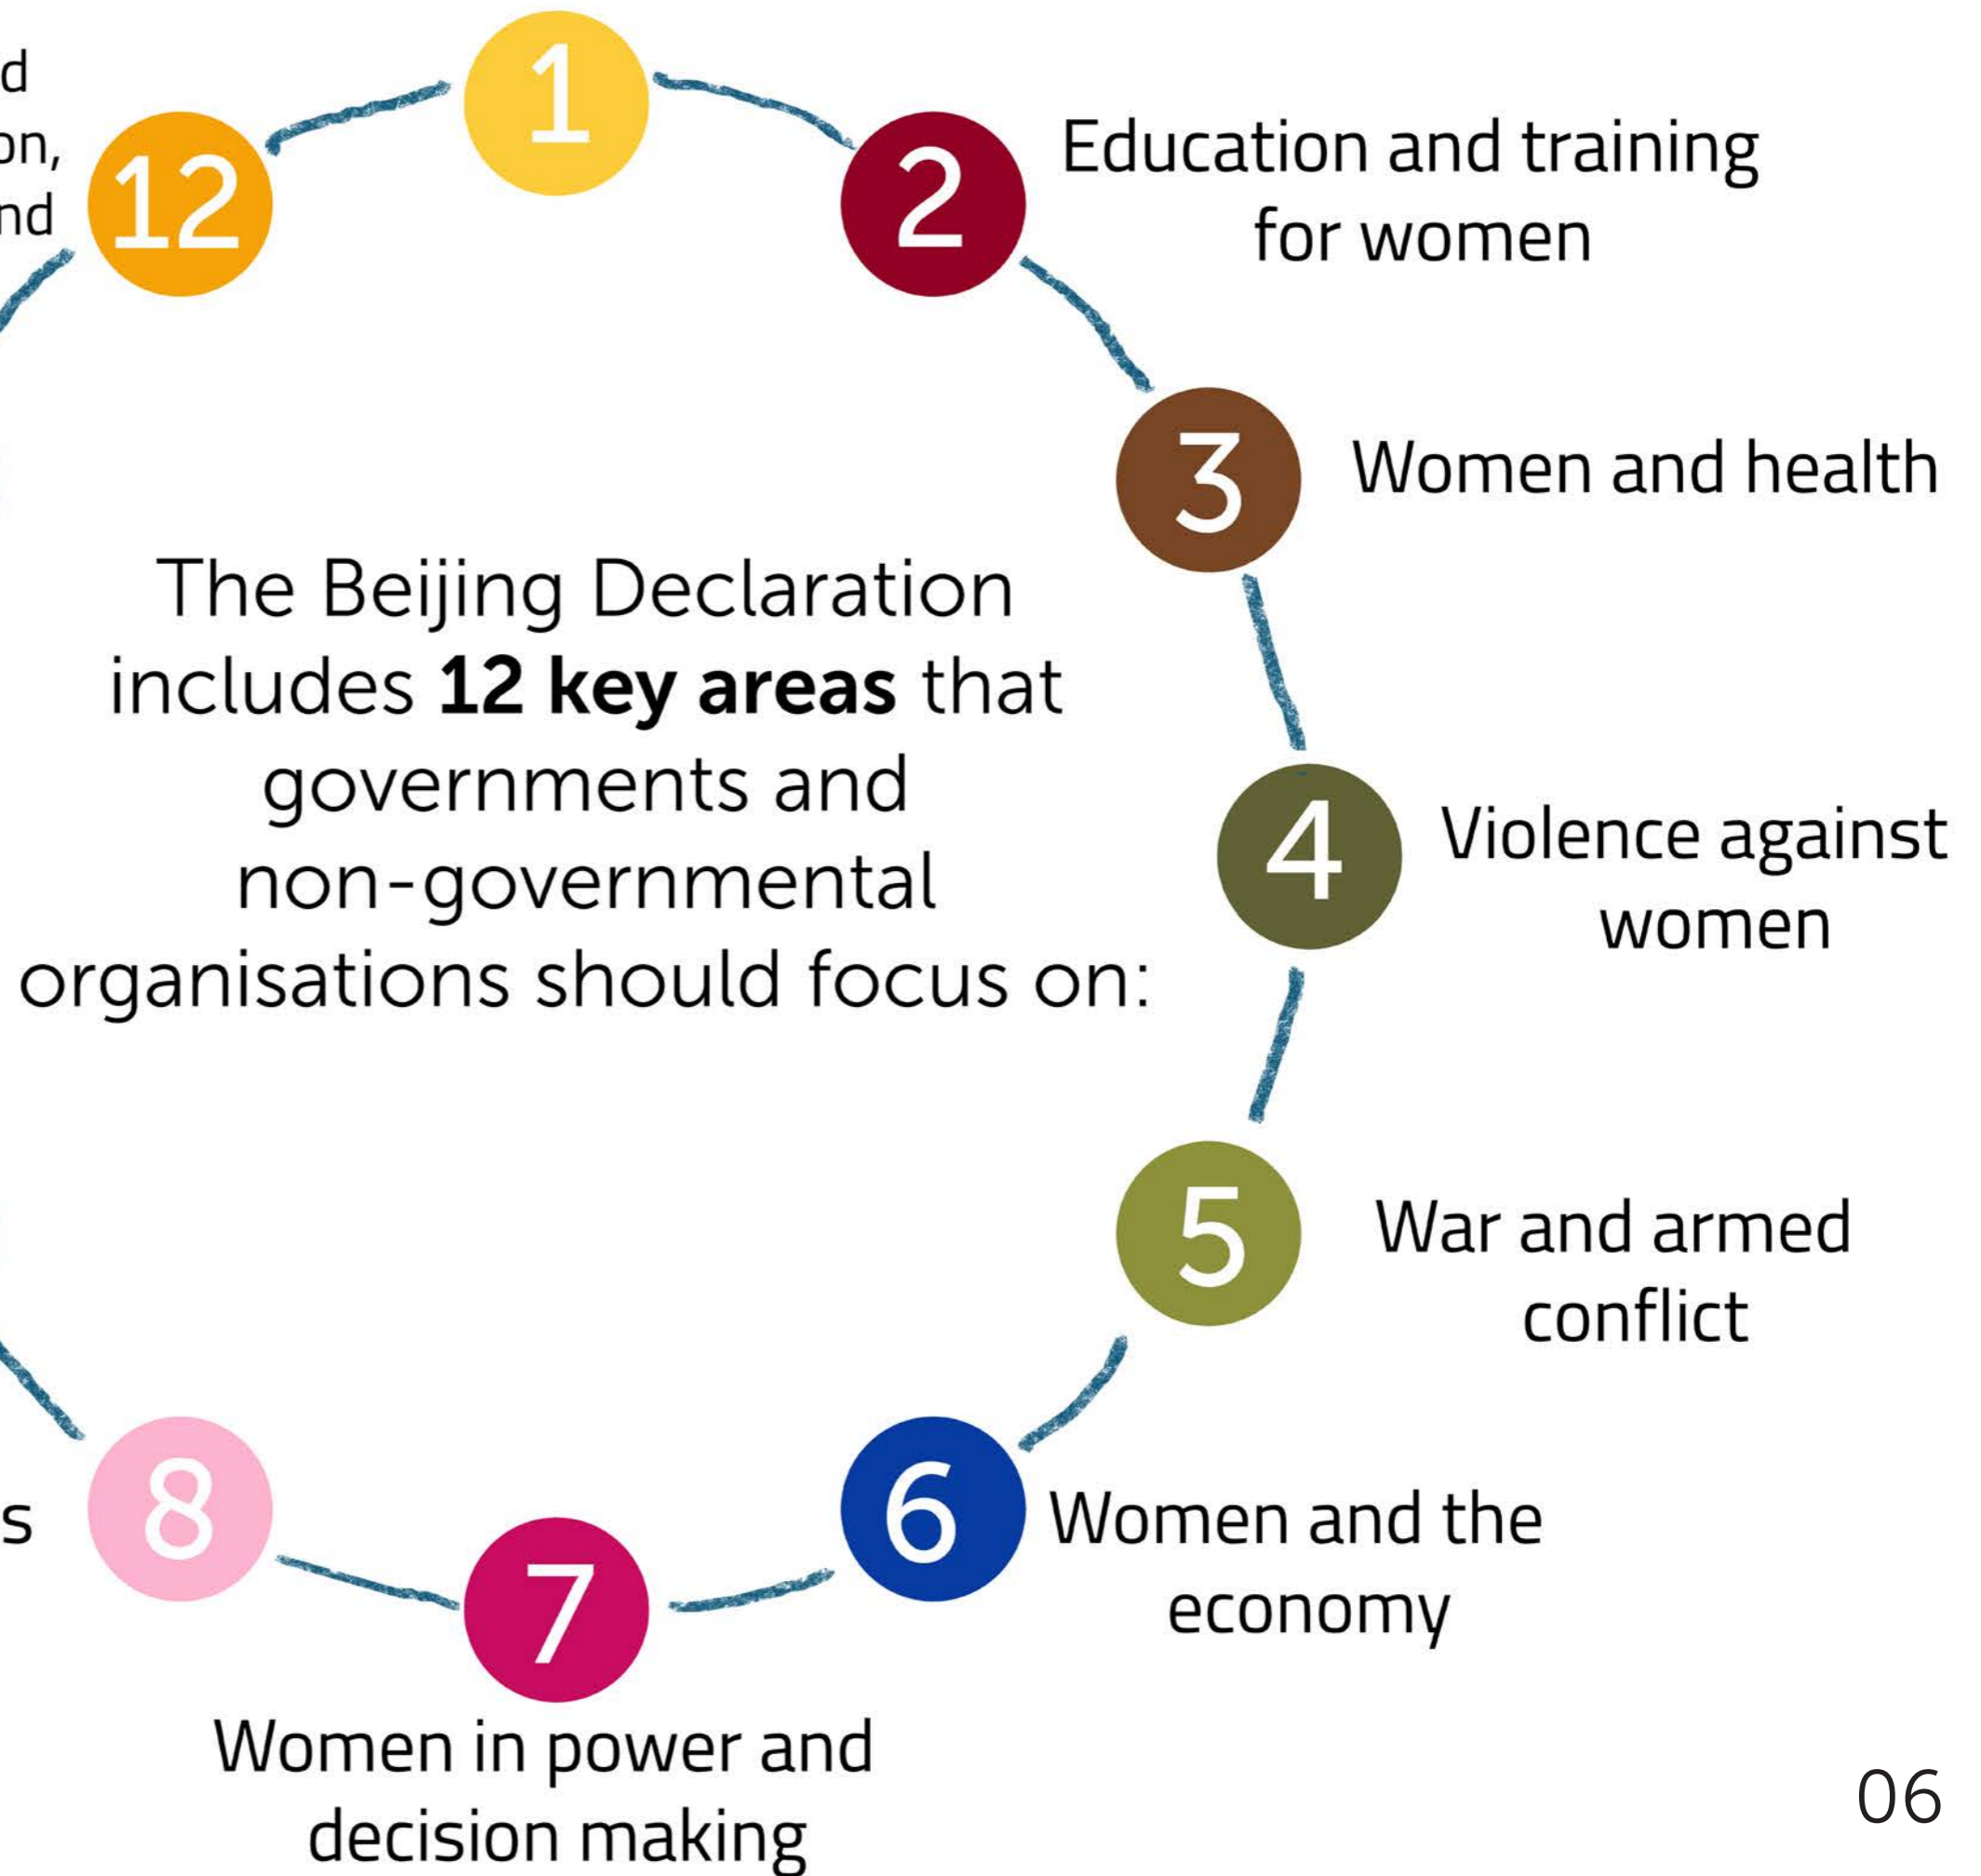 1
2
Education and training
for women
3
Women and health
4
Violence against
women
5
War and armed
conflict
6
Women and the
economy
7
Women in power and
decision making
8
12
The Beijing Declaration
includes 12 key areas that
governments and
non-governmental
organisations should focus on:
06